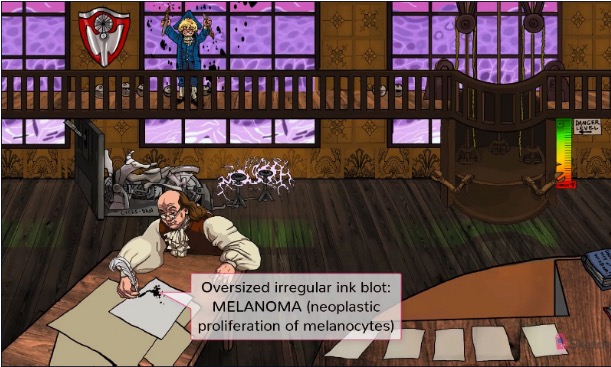 DANGER
LEVEL
Oversized irregular ink blot:
MELANOMA (neoplastic
proliferation of melanocytes)